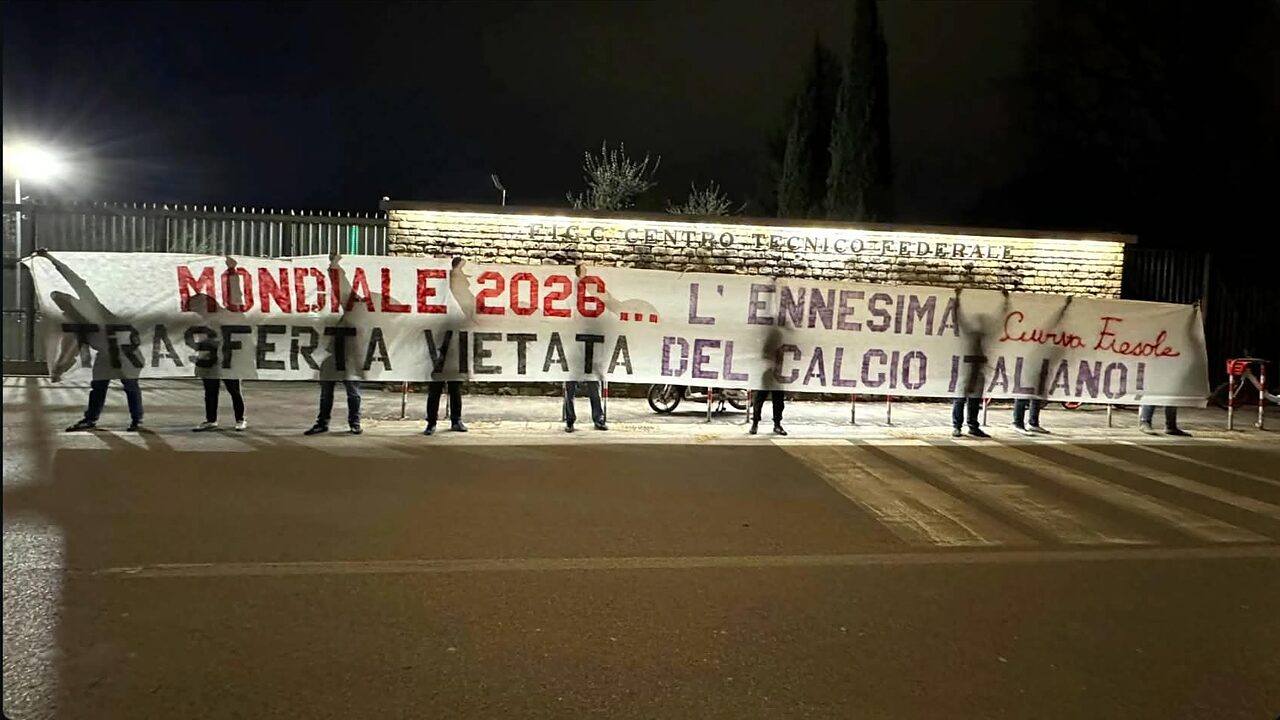 F.I.G.C. CENTRO TECNICO FEDERALE
MONDIALE 2026... L'ENNESIMA
TRASFERTA VIETATA DEL CALCIO ITALIANO!
Curva Fiesole